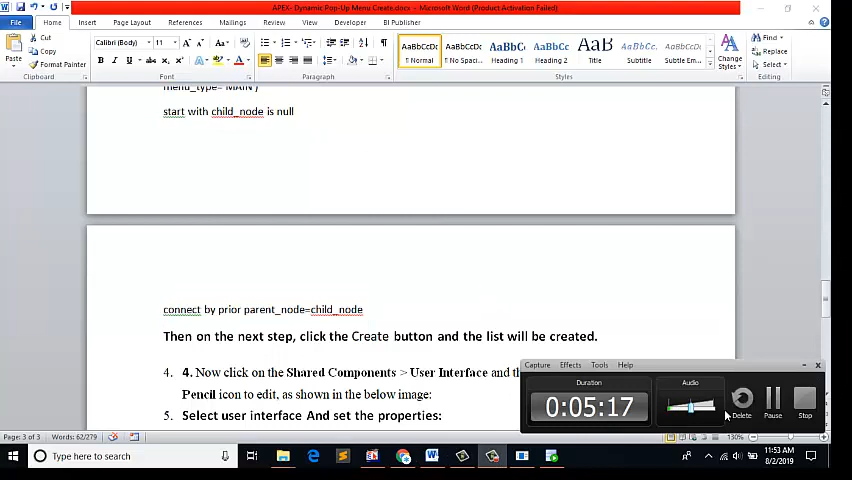 APEX- Dynamic Pop-Up Menu Create.docx - Microsoft Word (Product Activation Failed)
File Home Insert Page Layout References Mailings Review View Developer BI Publisher
Cut
Copy
Format Painter
Paste
Clipboard
Calibri (Body) 11
Font
Paragraph
AaBbCcDc AaBbCcDc AaBbC AaBbCc AaB AaBbCc. AaBbCcDc
¶ Normal ¶ No Spaci... Heading 1 Heading 2 Title Subtitle Subtle Em...
Styles
Change Styles
Find
Replace
Select
Editing
menu_type='MAIN')
start with child_node is null
connect by prior parent_node=child_node
Then on the next step, click the Create button and the list will be created.
4. 4. Now click on the Shared Components > User Interface and the
Pencil icon to edit, as shown in the below image:
5. Select user interface And set the properties:
Capture Effects Tools Help
Duration
0:05:17
Audio
Delete Pause Stop
Page: 3 of 3 Words: 62/279 130%
Type here to search
11:53 AM
8/2/2019